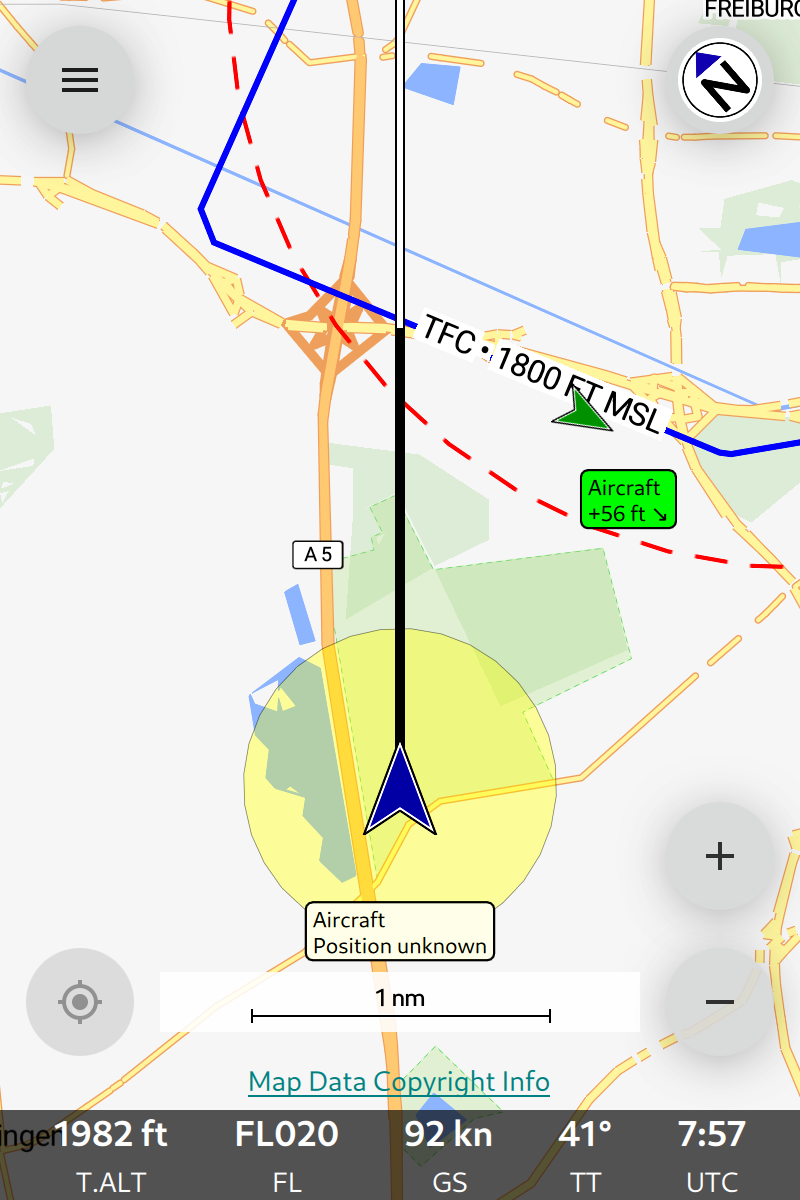 FREIBURG
N
TFC • 1800 FT MSL
Aircraft
+56 ft ↘
A 5
Aircraft
Position unknown
1 nm
Map Data Copyright Info
1982 ft FL020 92 kn 41° 7:57
T.ALT FL GS TT UTC